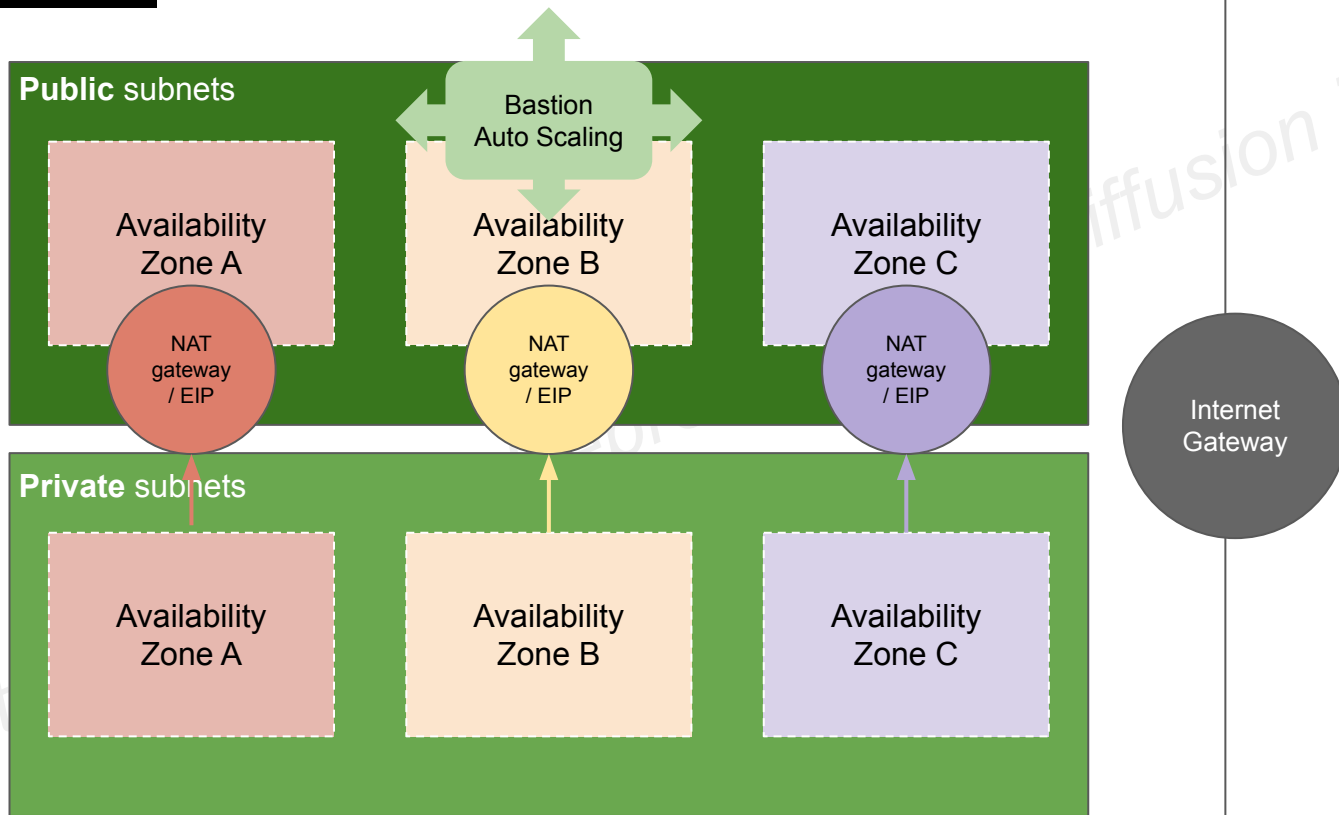 Public subnets
Bastion
Auto Scaling
Availability
Zone A
Availability
Zone B
Availability
Zone C
NAT
gateway
/ EIP
NAT
gateway
/ EIP
NAT
gateway
/ EIP
Internet
Gateway
Private subnets
Availability
Zone A
Availability
Zone B
Availability
Zone C